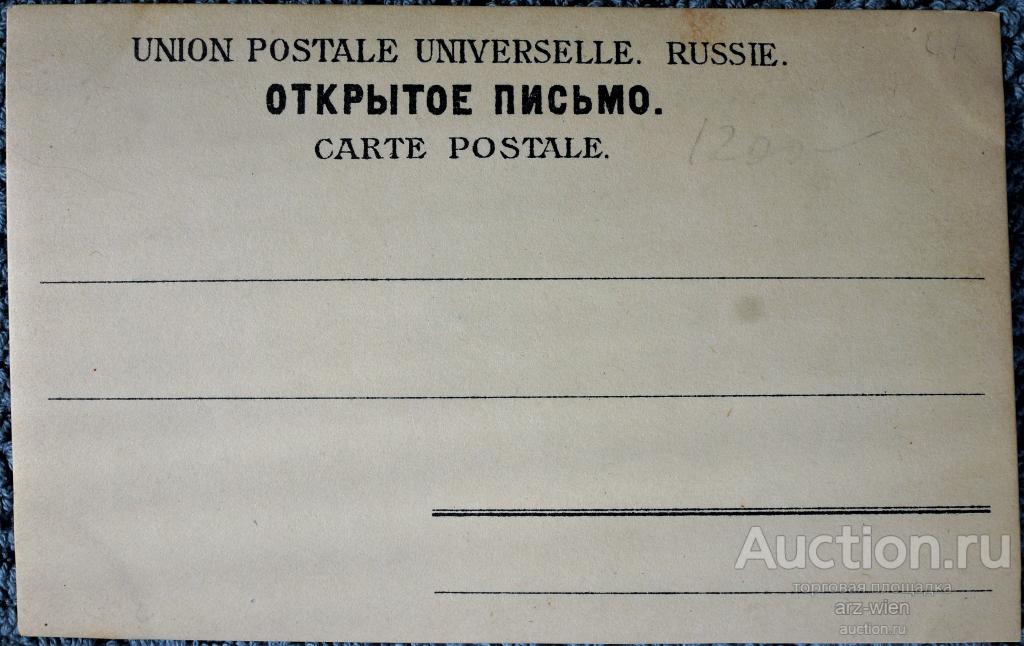 UNION POSTALE UNIVERSELLE. RUSSIE.
ОТКРЫТОЕ ПИСЬМО.
CARTE POSTALE.
1200
Auction.ru
торговая площадка
arz-wien
auction.ru